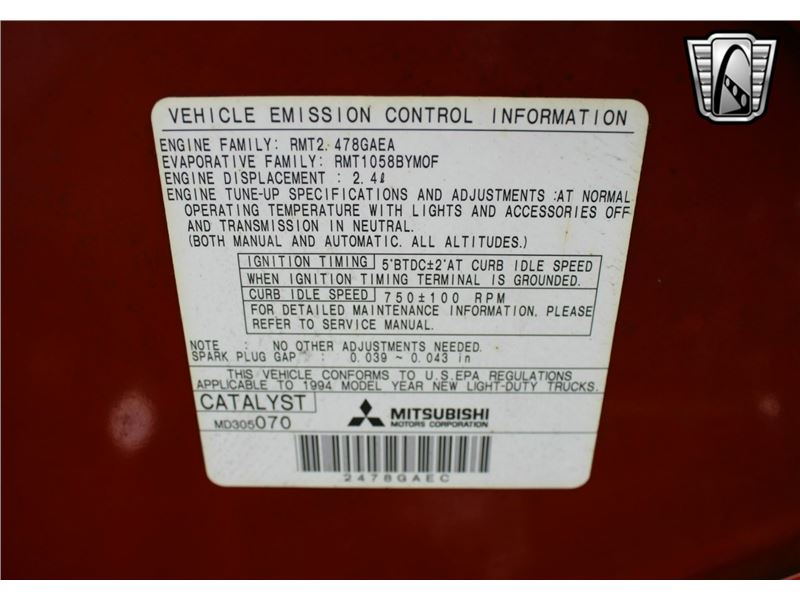 VEHICLE EMISSION CONTROL INFORMATION
ENGINE FAMILY: RMT2.478GAEA
EVAPORATIVE FAMILY: RMT1058BYMOF
ENGINE DISPLACEMENT : 2.4ℓ
ENGINE TUNE-UP SPECIFICATIONS AND ADJUSTMENTS :AT NORMAL
OPERATING TEMPERATURE WITH LIGHTS AND ACCESSORIES OFF
AND TRANSMISSION IN NEUTRAL.
(BOTH MANUAL AND AUTOMATIC. ALL ALTITUDES.)
IGNITION TIMING 5°BTDC±2°AT CURB IDLE SPEED
WHEN IGNITION TIMING TERMINAL IS GROUNDED.
CURB IDLE SPEED 750±100 RPM
FOR DETAILED MAINTENANCE INFORMATION, PLEASE
REFER TO SERVICE MANUAL.
NOTE : NO OTHER ADJUSTMENTS NEEDED.
SPARK PLUG GAP : 0.039 ~ 0.043 in
THIS VEHICLE CONFORMS TO U.S.EPA REGULATIONS
APPLICABLE TO 1994 MODEL YEAR NEW LIGHT-DUTY TRUCKS.
CATALYST
MD305070
MITSUBISHI
MOTORS CORPORATION
2478GAEC